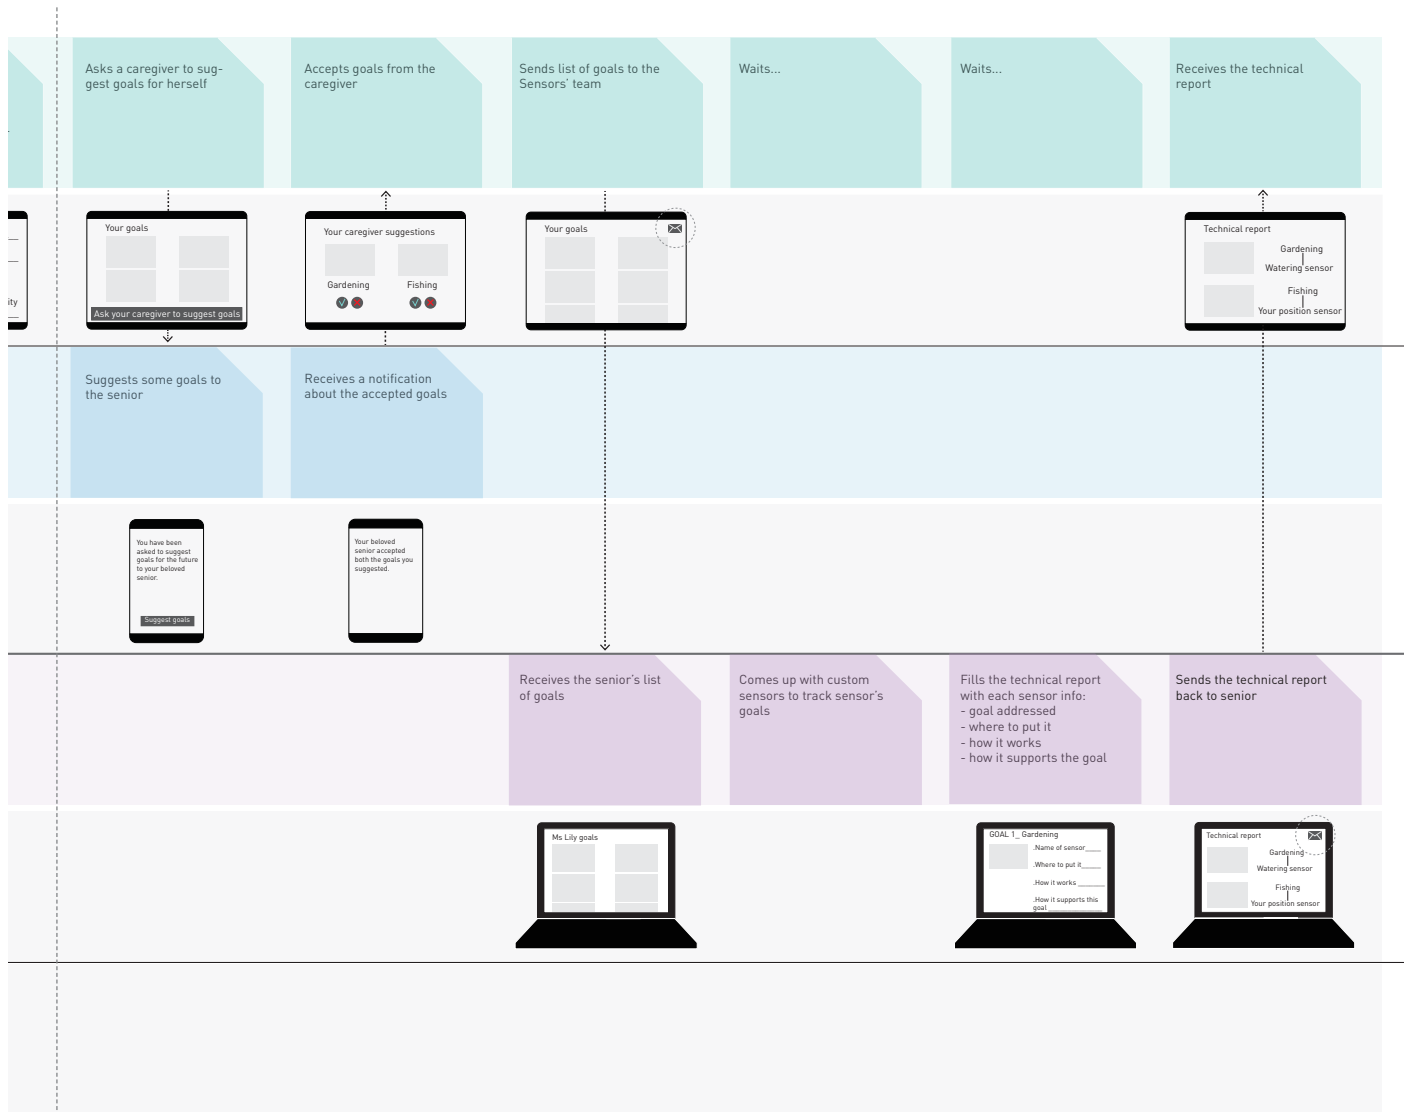 Asks a caregiver to sug-
gest goals for herself
Accepts goals from the
caregiver
Sends list of goals to the
Sensors' team
Waits...
Waits...
Receives the technical
report
ity
Your goals
Ask your caregiver to suggest goals
Your caregiver suggestions
Gardening
Fishing
Your goals
Technical report
Gardening
Watering sensor
Fishing
Your position sensor
Suggests some goals to
the senior
Receives a notification
about the accepted goals
You have been
asked to suggest
goals for the future
to your beloved
senior.
Suggest goals
Your beloved
senior accepted
both the goals you
suggested.
Receives the senior's list
of goals
Comes up with custom
sensors to track sensor's
goals
Fills the technical report
with each sensor info:
- goal addressed
- where to put it
- how it works
- how it supports the goal
Sends the technical report
back to senior
Ms Lily goals
GOAL 1_ Gardening
.Name of sensor____
.Where to put it_____
.How it works _______
.How it supports this
goal ______________
Technical report
Gardening
Watering sensor
Fishing
Your position sensor